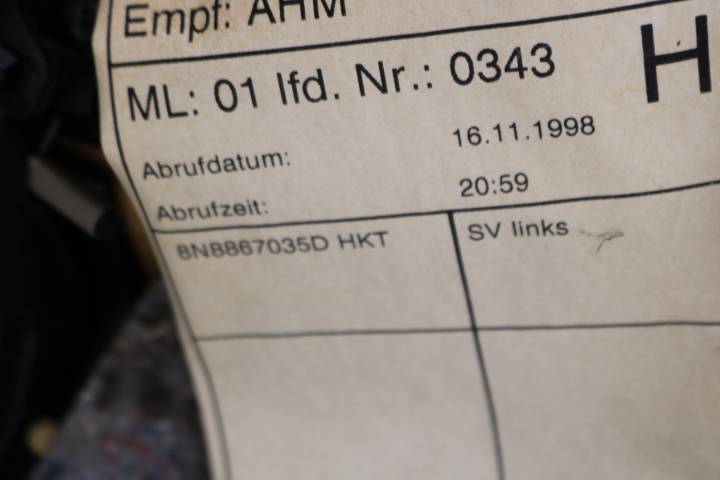 Empf: AHM
ML: 01 lfd. Nr.: 0343
H
Abrufdatum: 16.11.1998
Abrufzeit: 20:59
8N8867035D HKT SV links